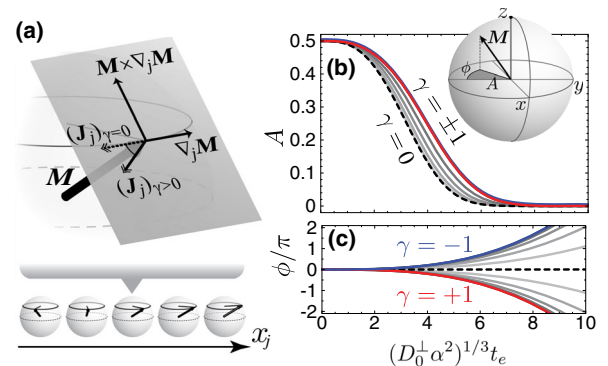 (a)
M×∇ⱼM
(Jⱼ)γ=0
∇ⱼM
M
(Jⱼ)γ>0
xⱼ
(b)
A
0.5
0.4
0.3
0.2
0.1
0
γ = 0
γ = ±1
z
M
ϕ
A
x
y
(c)
ϕ/π
2
1
0
-1
-2
γ = −1
γ = +1
0 2 4 6 8 10
(D₀^⊥ α²)^1/3 tₑ